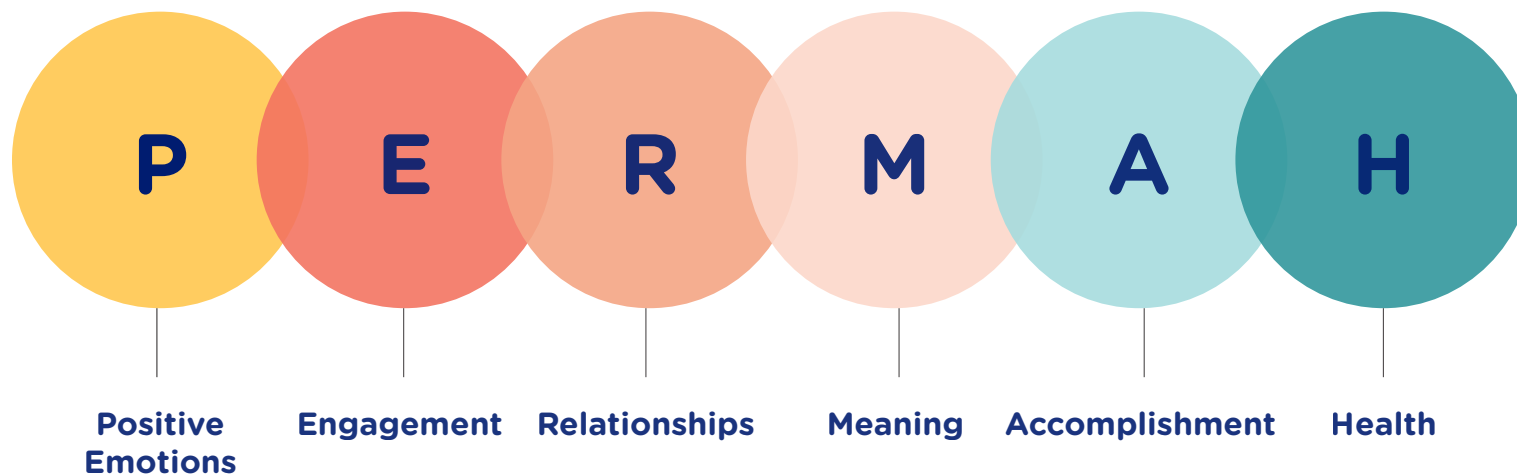 P E R M A H
Positive Emotions
Engagement
Relationships
Meaning
Accomplishment
Health